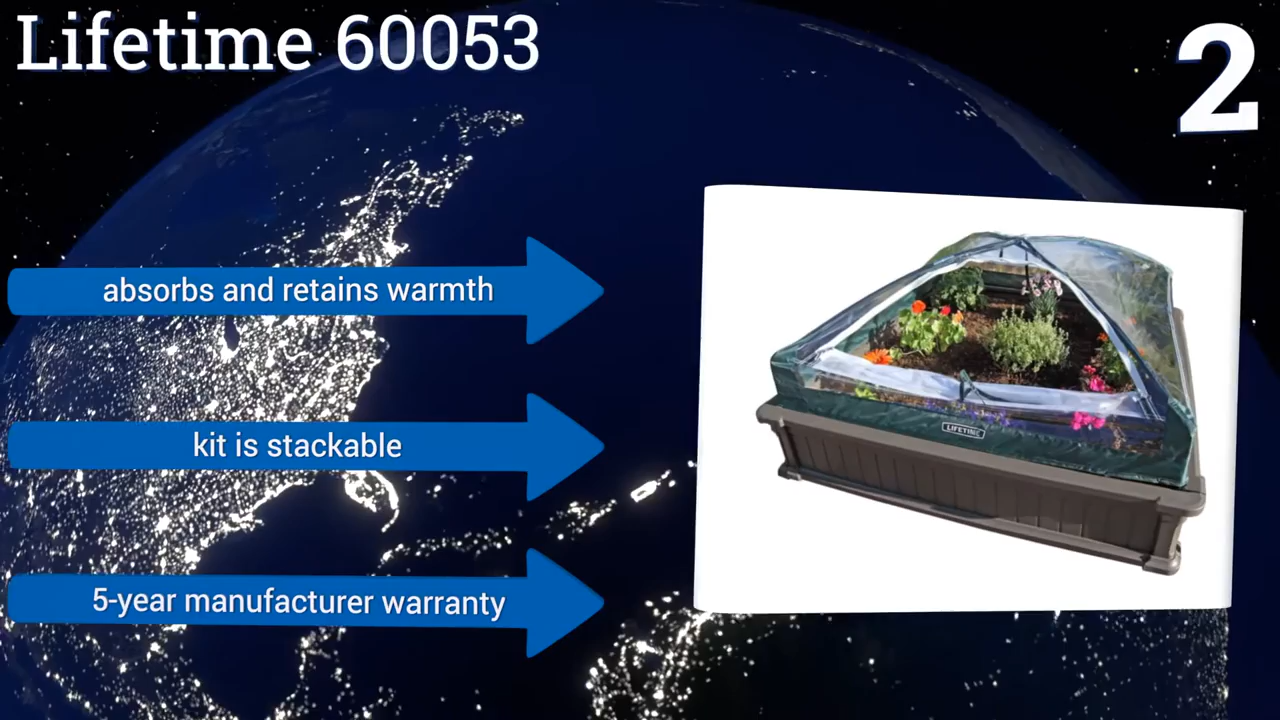 Lifetime 60053
2
absorbs and retains warmth
kit is stackable
5-year manufacturer warranty
LIFETIME